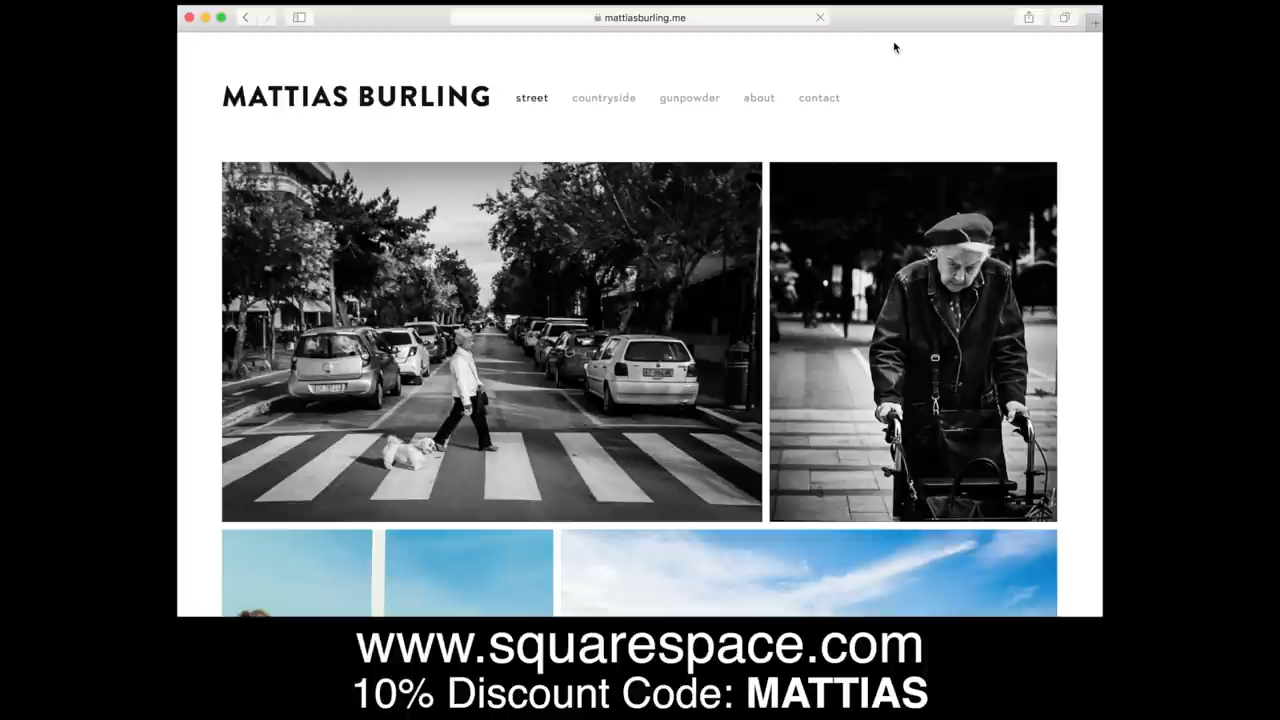 mattiasburling.me
MATTIAS BURLING street countryside gunpowder about contact
www.squarespace.com
10% Discount Code: MATTIAS